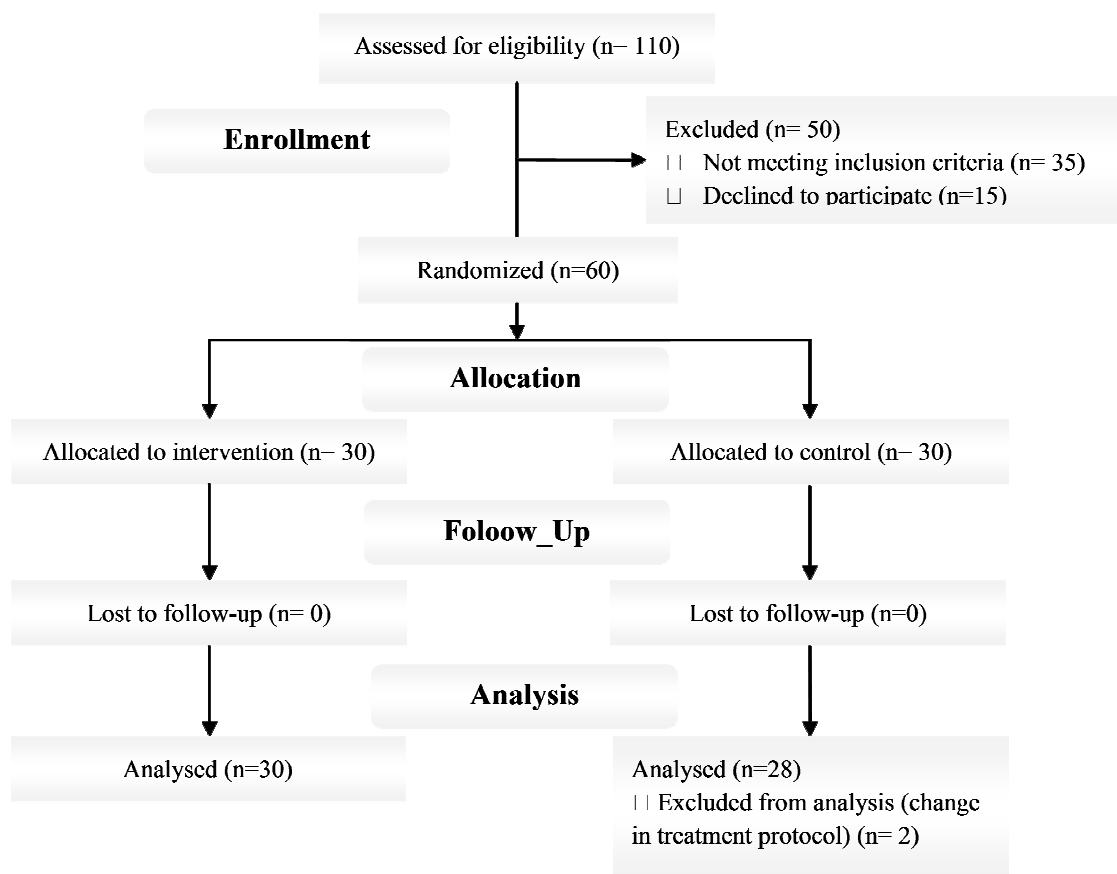 Assessed for eligibility (n– 110)
Enrollment
Excluded (n= 50)
□ Not meeting inclusion criteria (n= 35)
□ Declined to participate (n=15)
Randomized (n=60)
Allocation
Allocated to intervention (n– 30)
Allocated to control (n– 30)
Foloow_Up
Lost to follow-up (n= 0)
Lost to follow-up (n=0)
Analysis
Analysed (n=30)
Analysed (n=28)
□ Excluded from analysis (change
in treatment protocol) (n= 2)